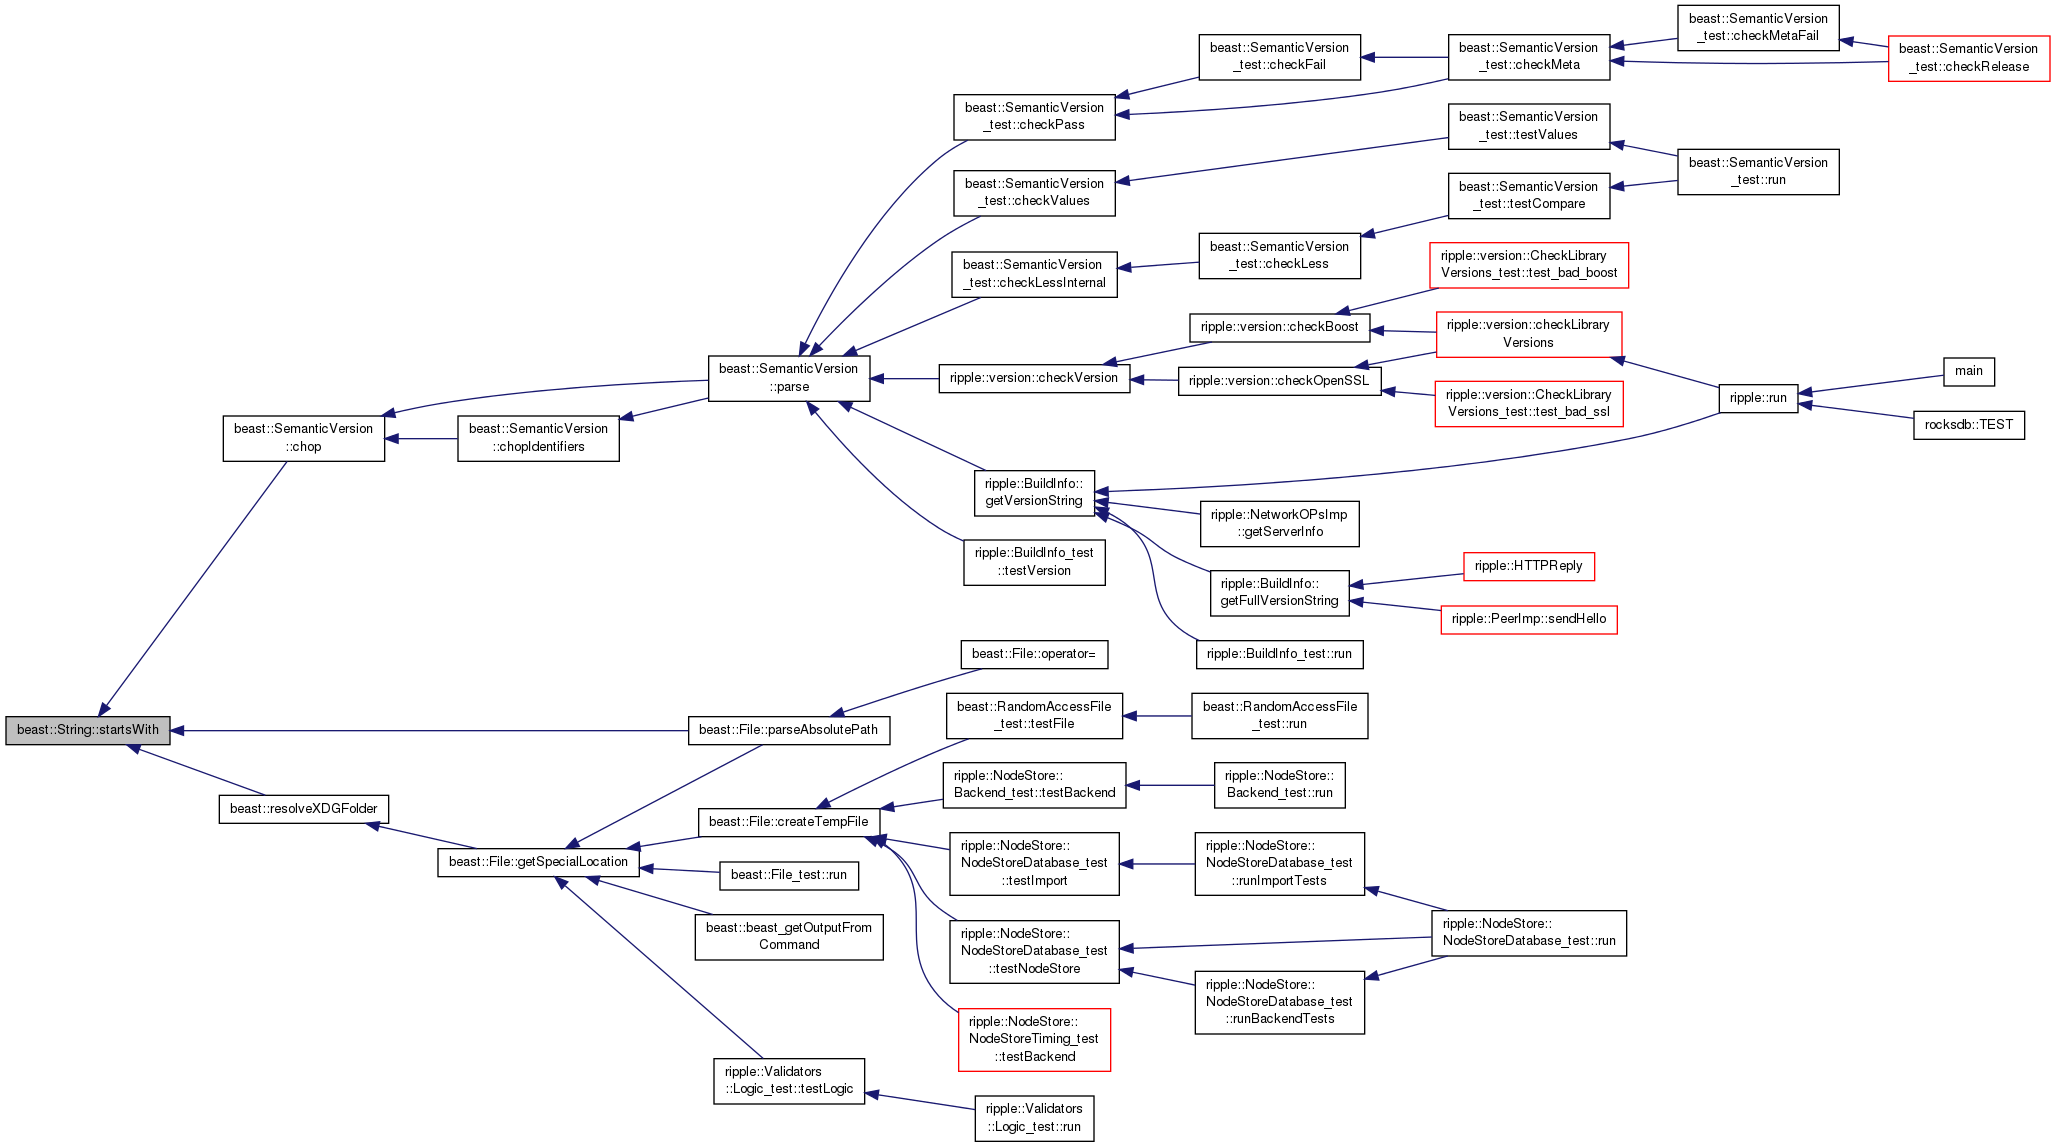 beast::String::startsWith
beast::SemanticVersion
::chop
beast::resolveXDGFolder
beast::SemanticVersion
::chopIdentifiers
beast::File::getSpecialLocation
beast::SemanticVersion
::parse
beast::File::parseAbsolutePath
beast::File::createTempFile
beast::File_test::run
beast::beast_getOutputFrom
Command
ripple::Validators
::Logic_test::testLogic
beast::SemanticVersion
_test::checkPass
beast::SemanticVersion
_test::checkValues
beast::SemanticVersion
_test::checkLessInternal
ripple::version::checkVersion
ripple::BuildInfo::
getVersionString
ripple::BuildInfo_test
::testVersion
beast::File::operator=
beast::RandomAccessFile
_test::testFile
ripple::NodeStore::
Backend_test::testBackend
ripple::NodeStore::
NodeStoreDatabase_test
::testImport
ripple::NodeStore::
NodeStoreDatabase_test
::testNodeStore
ripple::NodeStore::
NodeStoreTiming_test
::testBackend
ripple::Validators
::Logic_test::run
beast::SemanticVersion
_test::checkFail
beast::SemanticVersion
_test::checkLess
ripple::version::checkBoost
ripple::version::checkOpenSSL
ripple::NetworkOPsImp
::getServerInfo
ripple::BuildInfo::
getFullVersionString
ripple::BuildInfo_test::run
beast::RandomAccessFile
_test::run
ripple::NodeStore::
Backend_test::run
ripple::NodeStore::
NodeStoreDatabase_test
::runImportTests
ripple::NodeStore::
NodeStoreDatabase_test
::runBackendTests
beast::SemanticVersion
_test::checkMeta
beast::SemanticVersion
_test::testValues
beast::SemanticVersion
_test::testCompare
ripple::version::CheckLibrary
Versions_test::test_bad_boost
ripple::version::checkLibrary
Versions
ripple::version::CheckLibrary
Versions_test::test_bad_ssl
ripple::HTTPReply
ripple::PeerImp::sendHello
ripple::NodeStore::
NodeStoreDatabase_test::run
beast::SemanticVersion
_test::checkMetaFail
beast::SemanticVersion
_test::run
ripple::run
beast::SemanticVersion
_test::checkRelease
main
rocksdb::TEST